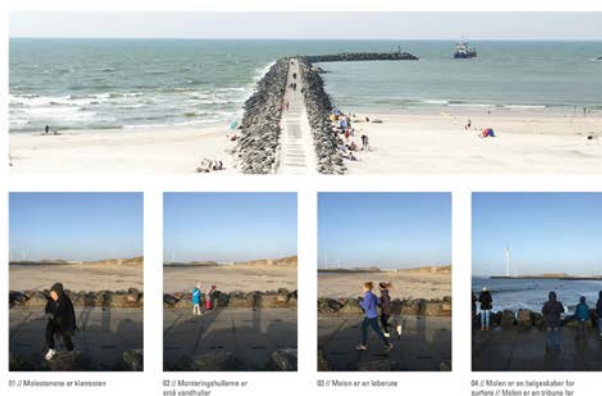 01 // Molestenene er klatresten
02 // Monteringshullerne er
små vandhuller
03 // Molen er en løberute
04 // Molen er en bølgeskaber for
surfere // Molen er en tribune for